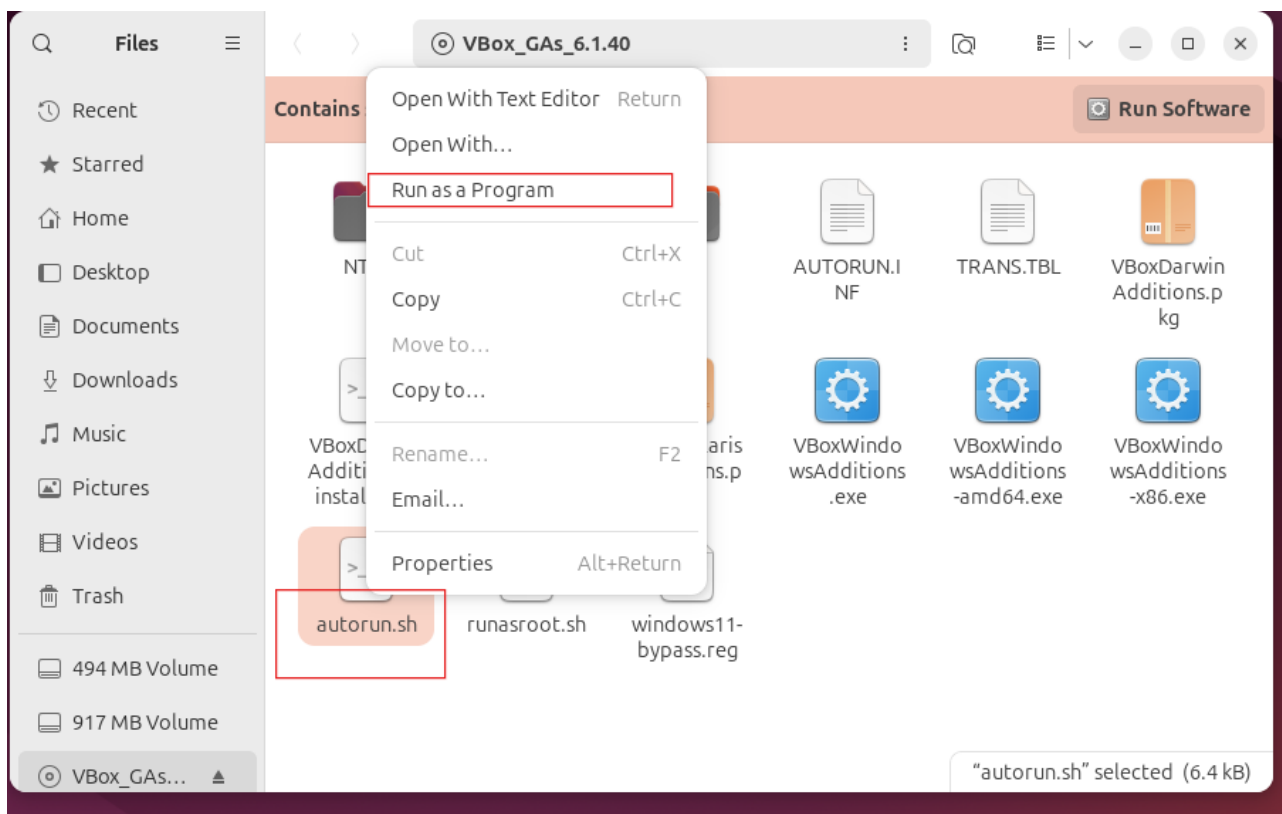 Files
VBox_GAs_6.1.40
Contains
Run Software
Recent
Starred
Home
Desktop
Documents
Downloads
Music
Pictures
Videos
Trash
494 MB Volume
917 MB Volume
VBox_GAs...
Open With Text Editor Return
Open With...
Run as a Program
Cut Ctrl+X
Copy Ctrl+C
Move to...
Copy to...
Rename... F2
Email...
Properties Alt+Return
NT
AUTORUN.I
NF
TRANS.TBL
VBoxDarwin
Additions.p
kg
>_
VBoxD
Additi
instal
aris
ns.p
VBoxWindo
wsAdditions
.exe
VBoxWindo
wsAdditions
-amd64.exe
VBoxWindo
wsAdditions
-x86.exe
>_
autorun.sh
runasroot.sh
windows11-
bypass.reg
"autorun.sh" selected (6.4 kB)